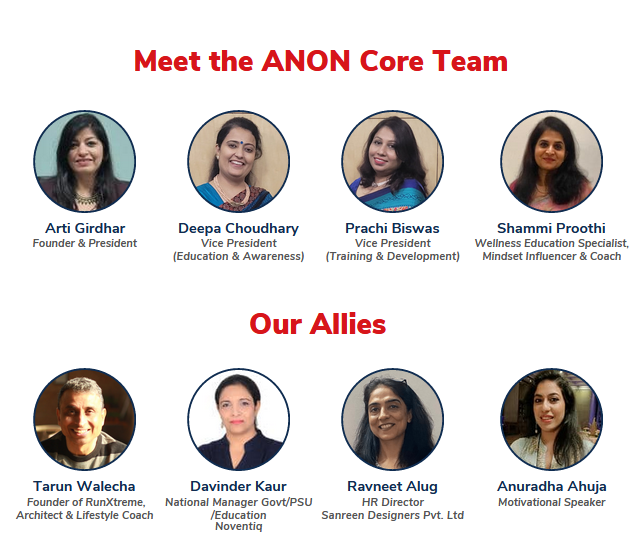 Meet the ANON Core Team
Arti Girdhar
Founder & President
Deepa Choudhary
Vice President
(Education & Awareness)
Prachi Biswas
Vice President
(Training & Development)
Shammi Proothi
Wellness Education Specialist,
Mindset Influencer & Coach
Our Allies
Tarun Walecha
Founder of RunXtreme,
Architect & Lifestyle Coach
Davinder Kaur
National Manager Govt/PSU
/Education
Noventiq
Ravneet Alug
HR Director
Sanreen Designers Pvt. Ltd
Anuradha Ahuja
Motivational Speaker